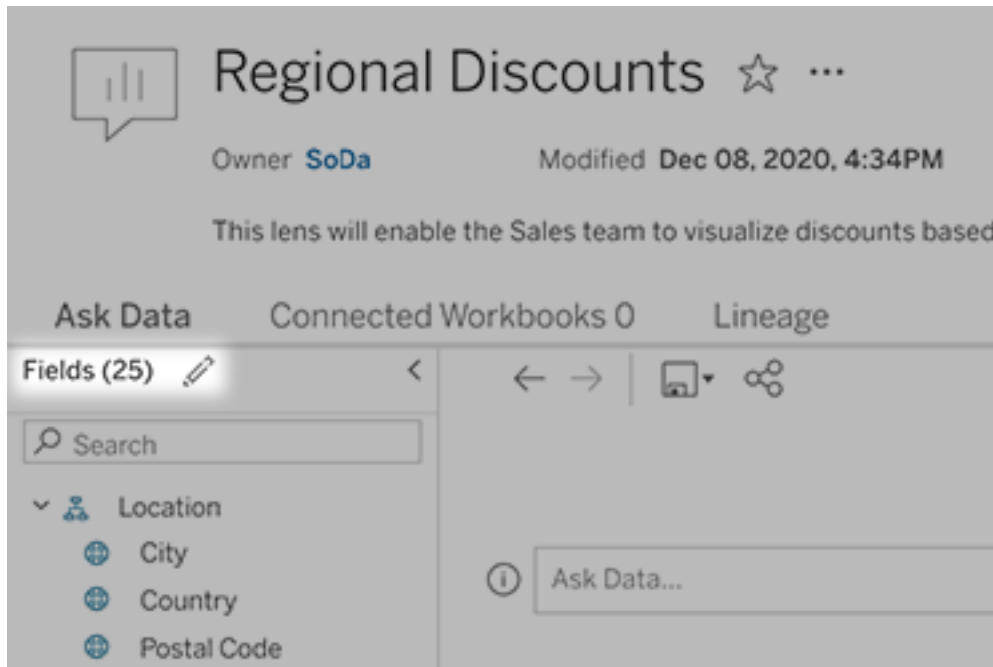 Regional Discounts
Owner SoDa Modified Dec 08, 2020, 4:34PM
This lens will enable the Sales team to visualize discounts based
Ask Data Connected Workbooks 0 Lineage
Fields (25)
Search
Location
City
Country
Postal Code
Ask Data...